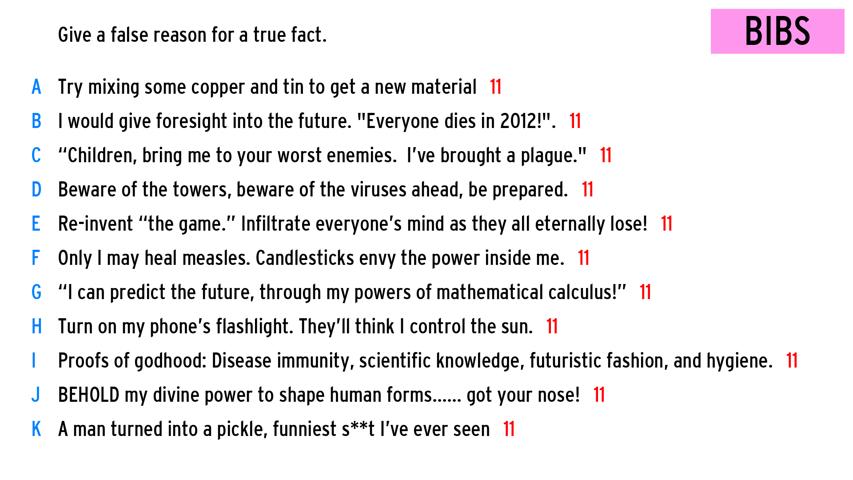 Give a false reason for a true fact.
BIBS
A Try mixing some copper and tin to get a new material 11
B I would give foresight into the future. "Everyone dies in 2012!". 11
C “Children, bring me to your worst enemies. I’ve brought a plague." 11
D Beware of the towers, beware of the viruses ahead, be prepared. 11
E Re-invent “the game.” Infiltrate everyone’s mind as they all eternally lose! 11
F Only I may heal measles. Candlesticks envy the power inside me. 11
G “I can predict the future, through my powers of mathematical calculus!” 11
H Turn on my phone’s flashlight. They’ll think I control the sun. 11
I Proofs of godhood: Disease immunity, scientific knowledge, futuristic fashion, and hygiene. 11
J BEHOLD my divine power to shape human forms...... got your nose! 11
K A man turned into a pickle, funniest s**t I’ve ever seen 11